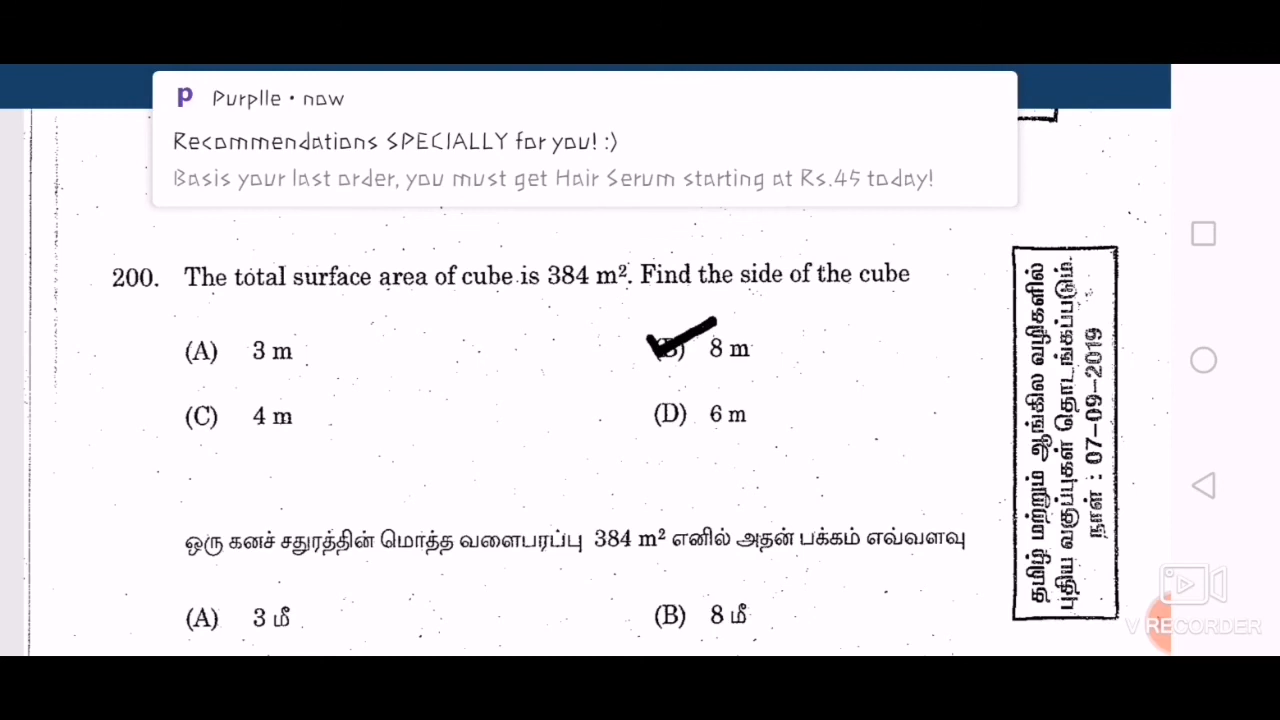 p Purplle • now
Recommendations SPECIALLY for you! :)
Basis your last order, you must get Hair Serum starting at Rs.45 today!
200. The total surface area of cube is 384 m². Find the side of the cube
(A) 3 m (B) 8 m
(C) 4 m (D) 6 m
ஒரு கனச் சதுரத்தின் மொத்த வளைபரப்பு 384 m² எனில் அதன் பக்கம் எவ்வளவு
(A) 3 மீ (B) 8 மீ
தமிழ் மற்றும் ஆங்கில வழிகளில்
புதிய வகுப்புகள் தொடங்கப்படும்.
நாள் : 07-09-2019
V RECORDER